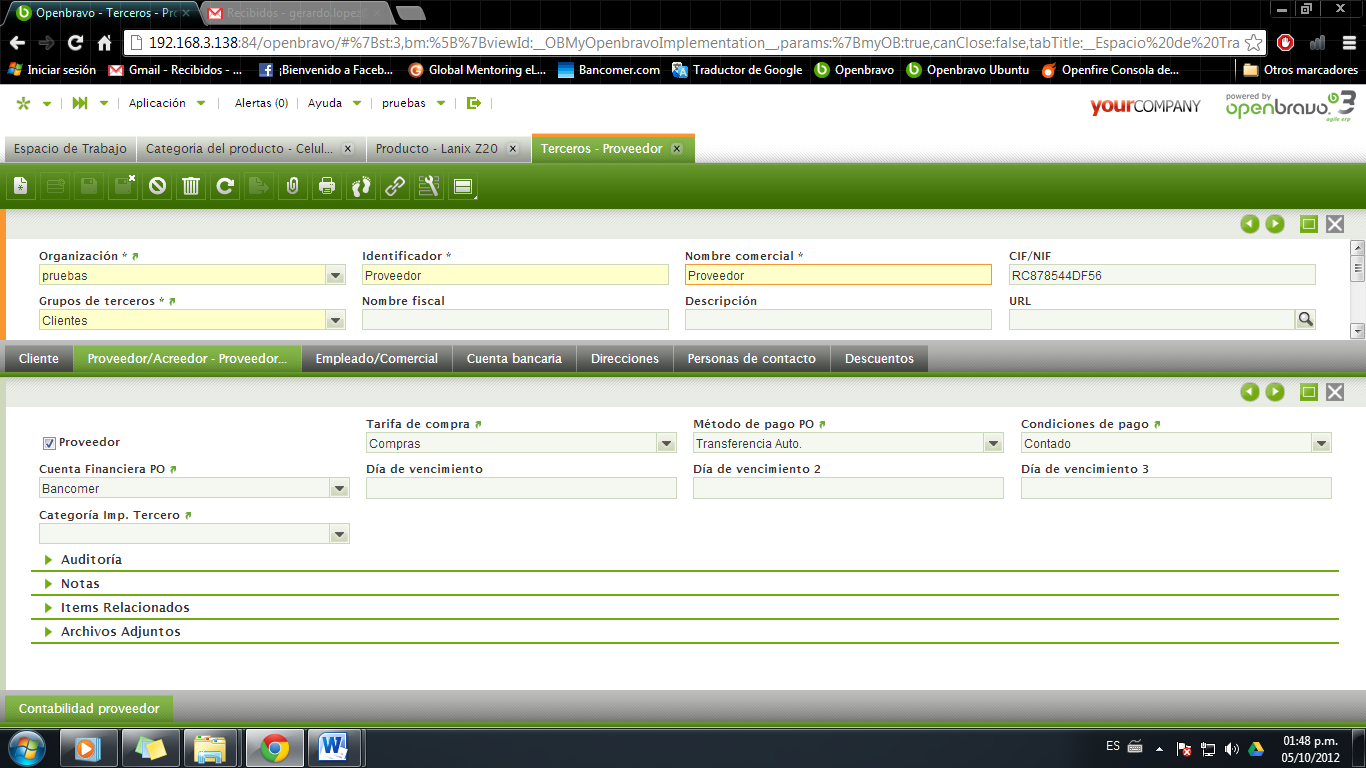 Openbravo - Terceros - Pro
Recibidos - gerardo.lopez
192.168.3.138:84/openbravo/#%7Bst:3,bm:%5B%7BviewId:__OBMyOpenbravoImplementation__,params:%7BmyOB:true,canClose:false,tabTitle:__Espacio%20de%20Tra
Iniciar sesión Gmail - Recibidos - ... ¡Bienvenido a Faceb... Global Mentoring eL... Bancomer.com Traductor de Google Openbravo Openbravo Ubuntu Openfire Consola de... Otros marcadores
Aplicación Alertas (0) Ayuda pruebas
yourCOMPANY
powered by
openbravo 3
agile erp
Espacio de Trabajo Categoria del producto - Celul... Producto - Lanix Z20 Terceros - Proveedor
Organización * Identificador * Nombre comercial * CIF/NIF
pruebas Proveedor Proveedor RC878544DF56
Grupos de terceros * Nombre fiscal Descripción URL
Clientes
Cliente Proveedor/Acreedor - Proveedor... Empleado/Comercial Cuenta bancaria Direcciones Personas de contacto Descuentos
Proveedor
Tarifa de compra Método de pago PO Condiciones de pago
Compras Transferencia Auto. Contado
Cuenta Financiera PO Día de vencimiento Día de vencimiento 2 Día de vencimiento 3
Bancomer
Categoría Imp. Tercero
Auditoría
Notas
Items Relacionados
Archivos Adjuntos
Contabilidad proveedor
ES
01:48 p.m.
05/10/2012